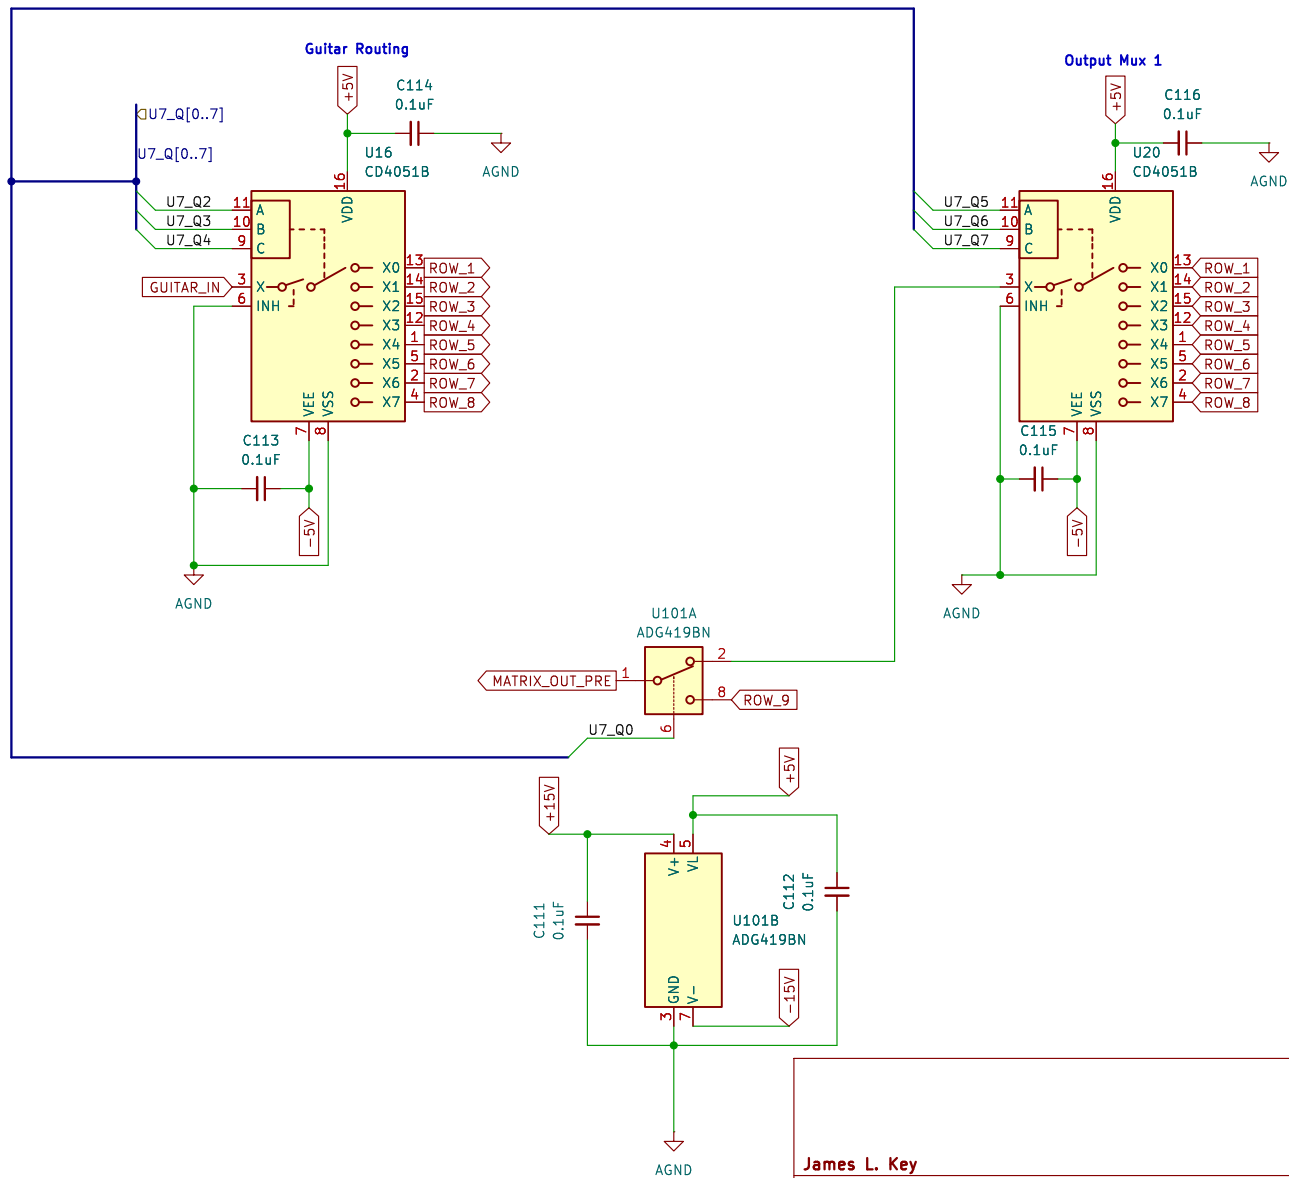 Guitar Routing
+5V
C114
0.1uF
AGND
U16
CD4051B
U7_Q[0..7]
U7_Q[0..7]
U7_Q2
U7_Q3
U7_Q4
11
10
9
A
B
C
16
VDD
GUITAR_IN
3
X
6
INH
X0
13
ROW_1
X1
14
ROW_2
X2
15
ROW_3
X3
12
ROW_4
X4
1
ROW_5
X5
5
ROW_6
X6
2
ROW_7
X7
4
ROW_8
VEE
VSS
7
8
C113
0.1uF
-5V
AGND
Output Mux 1
+5V
C116
0.1uF
AGND
U20
CD4051B
U7_Q5
U7_Q6
U7_Q7
11
10
9
A
B
C
16
VDD
3
X
6
INH
X0
13
ROW_1
X1
14
ROW_2
X2
15
ROW_3
X3
12
ROW_4
X4
1
ROW_5
X5
5
ROW_6
X6
2
ROW_7
X7
4
ROW_8
VEE
VSS
7
8
C115
0.1uF
-5V
AGND
U101A
ADG419BN
MATRIX_OUT_PRE
1
2
8
ROW_9
6
U7_Q0
+15V
+5V
4
5
V+
VL
C111
0.1uF
C112
0.1uF
U101B
ADG419BN
GND
V-
3
7
-15V
AGND
James L. Key